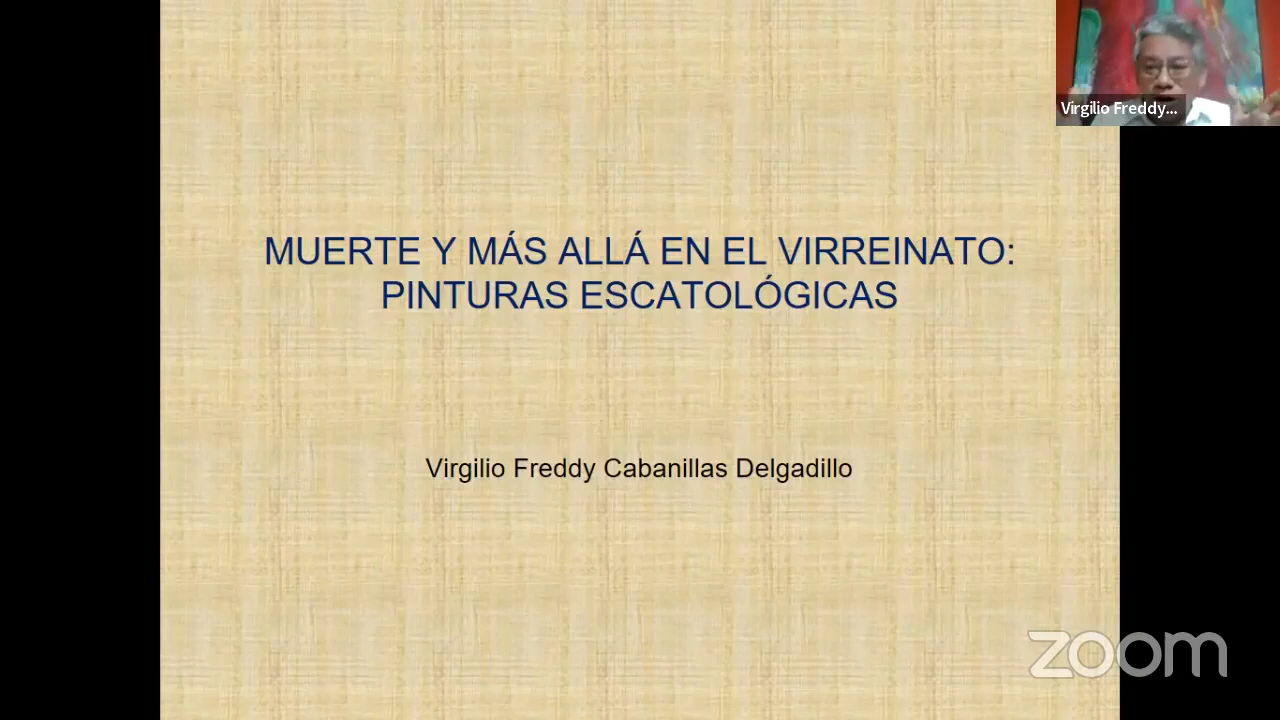 Virgilio Freddy...
MUERTE Y MÁS ALLÁ EN EL VIRREINATO:
PINTURAS ESCATOLÓGICAS
Virgilio Freddy Cabanillas Delgadillo
zoom